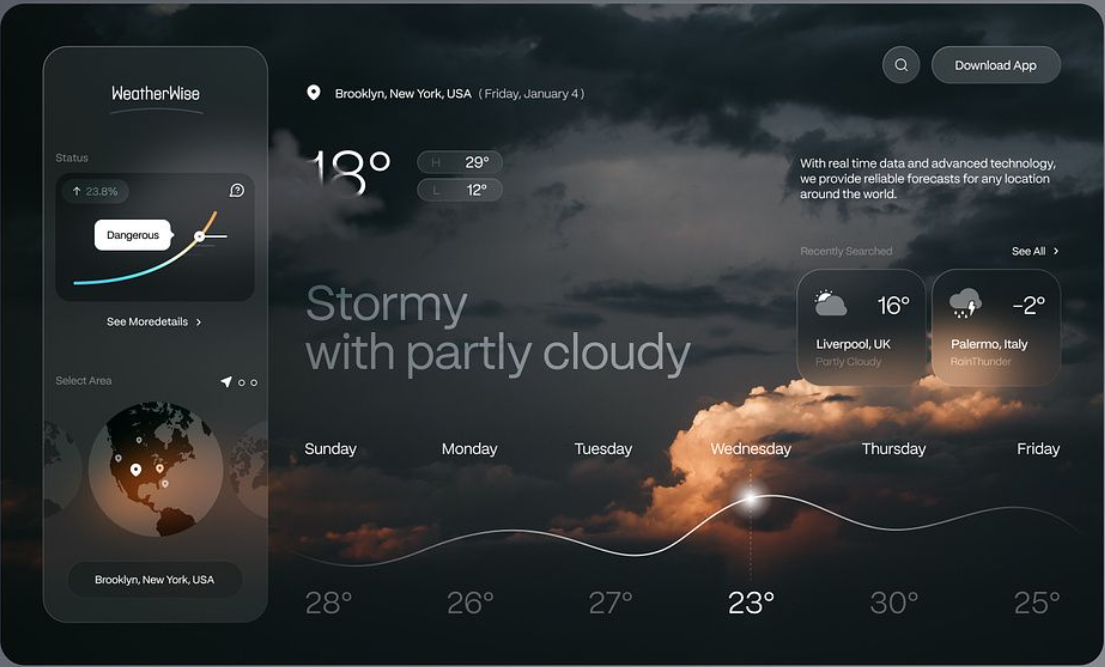 WeatherWise
Status
↑ 23.8%
Dangerous
See Moredetails >
Select Area
Brooklyn, New York, USA
Brooklyn, New York, USA ( Friday, January 4 )
18°
H 29°
L 12°
Stormy
with partly cloudy
Download App
With real time data and advanced technology,
we provide reliable forecasts for any location
around the world.
Recently Searched
See All >
16°
Liverpool, UK
Partly Cloudy
-2°
Palermo, Italy
RainThunder
Sunday Monday Tuesday Wednesday Thursday Friday
28° 26° 27° 23° 30° 25°